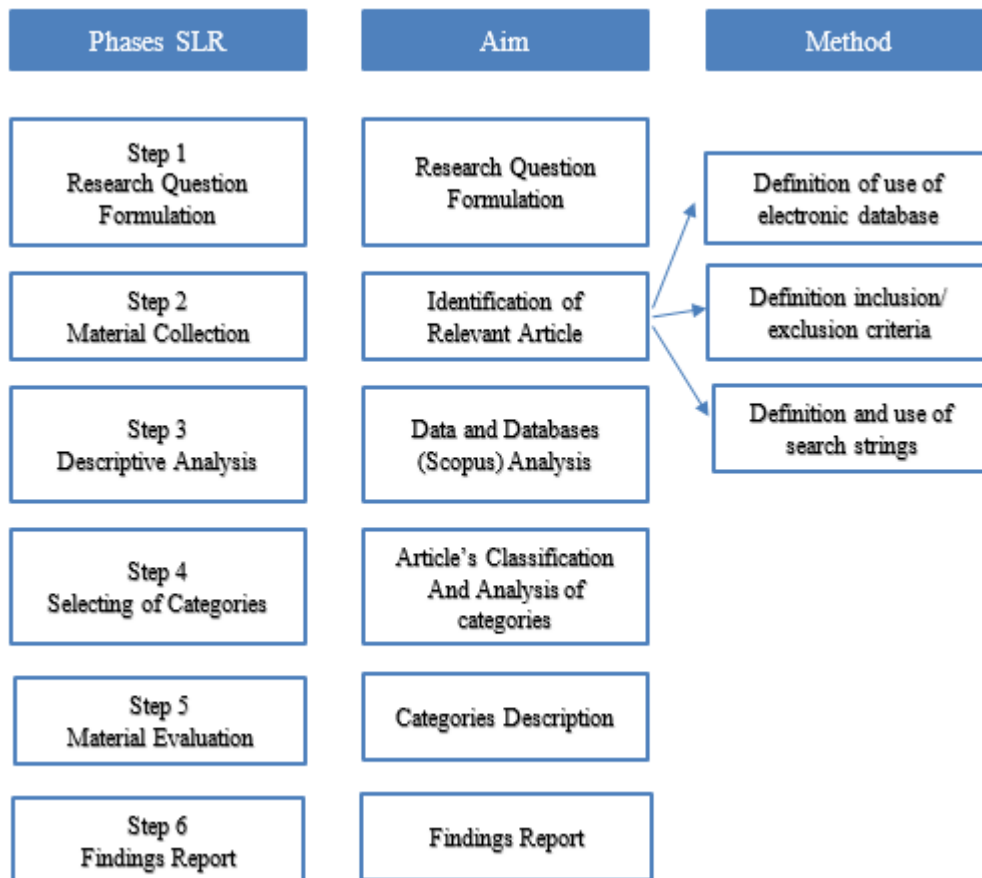 Phases SLR
Aim
Method
Step 1
Research Question
Formulation
Research Question
Formulation
Definition of use of
electronic database
Step 2
Material Collection
Identification of
Relevant Article
Definition inclusion/
exclusion criteria
Step 3
Descriptive Analysis
Data and Databases
(Scopus) Analysis
Definition and use of
search strings
Step 4
Selecting of Categories
Article’s Classification
And Analysis of
categories
Step 5
Material Evaluation
Categories Description
Step 6
Findings Report
Findings Report